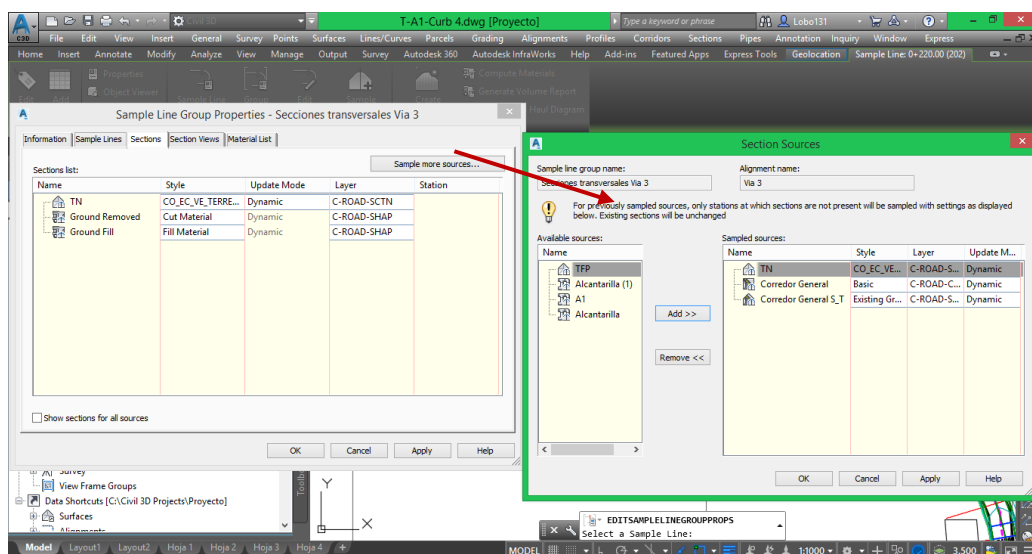 C3D
Civil 3D
T-A1-Curb 4.dwg [Proyecto]
Type a keyword or phrase
Lobo131
File Edit View Insert General Survey Points Surfaces Lines/Curves Parcels Grading Alignments Profiles Corridors Sections Pipes Annotation Inquiry Window Express
Home Insert Annotate Modify Analyze View Manage Output Survey Autodesk 360 Autodesk InfraWorks Help Add-ins Featured Apps Express Tools Geolocation Sample Line: 0+220.00 (202)
Properties
Compute Materials
Object Viewer
Generate Volume Report
Haul Diagram
Sample Line Group Properties - Secciones transversales Via 3
Information Sample Lines Sections Section Views Material List
Sections list:
Sample more sources...
Name Style Update Mode Layer Station
TN CO_EC_VE_TERRE... Dynamic C-ROAD-SCTN
Ground Removed Cut Material Dynamic C-ROAD-SHAP
Ground Fill Fill Material Dynamic C-ROAD-SHAP
Show sections for all sources
OK Cancel Apply Help
Section Sources
Sample line group name:
Alignment name:
Secciones transversales Via 3
Via 3
For previously sampled sources, only stations at which sections are not present will be sampled with settings as displayed
below. Existing sections will be unchanged
Available sources:
Name
TFP
Alcantarilla (1)
A1
Alcantarilla
Add >>
Remove <<
Sampled sources:
Name Style Layer Update M...
TN CO_EC_VE... C-ROAD-S... Dynamic
Corredor General Basic C-ROAD-C... Dynamic
Corredor General S_T Existing Gr... C-ROAD-S... Dynamic
OK Cancel Apply Help
Survey
View Frame Groups
Data Shortcuts [C:\Civil 3D Projects\Proyecto]
Surfaces
Alignments
Toolbo
Y
X
EDITSAMPLELINEGROUPPROPS
Select a Sample Line:
Model Layout1 Layout2 Hoja 1 Hoja 2 Hoja 3 Hoja 4 +
MODEL 1:1000 3.500